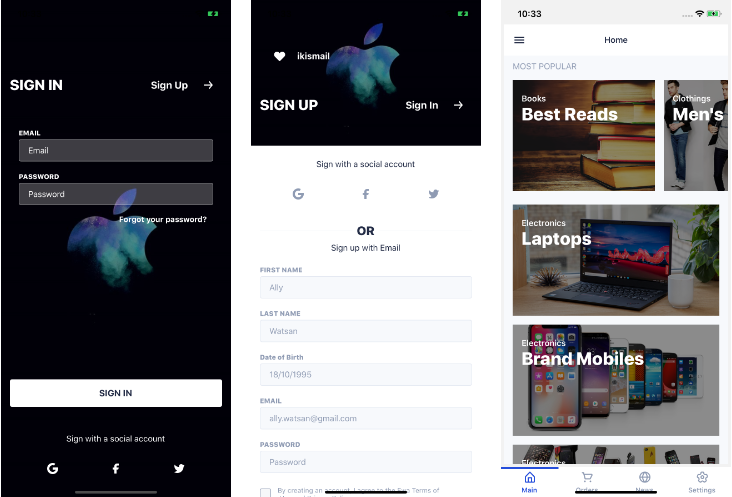 SIGN IN
Sign Up
EMAIL
Email
PASSWORD
Password
Forgot your password?
SIGN IN
Sign with a social account
ikismail
SIGN UP
Sign In
Sign with a social account
OR
Sign up with Email
FIRST NAME
Ally
LAST NAME
Watsan
Date of Birth
18/10/1995
EMAIL
ally.watsan@gmail.com
PASSWORD
Password
By creating an account, I agree to the Terms of
10:33
Home
MOST POPULAR
Books
Best Reads
Clothings
Men's
Electronics
Laptops
Electronics
Brand Mobiles
Electronics
Main
Orders
News
Settings